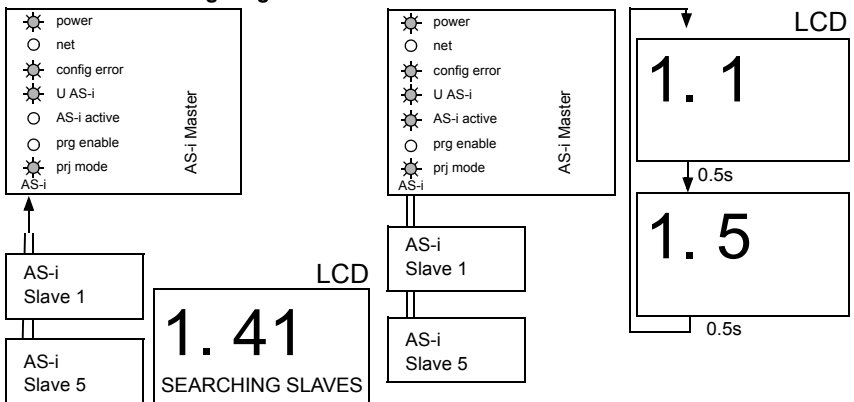 power
net
config error
U AS-i
AS-i active
prg enable
prj mode
AS-i
AS-i Master
AS-i
Slave 1
AS-i
Slave 5
LCD
1. 41
SEARCHING SLAVES
power
net
config error
U AS-i
AS-i active
prg enable
prj mode
AS-i
AS-i Master
AS-i
Slave 1
AS-i
Slave 5
LCD
1. 1
0.5s
1. 5
0.5s